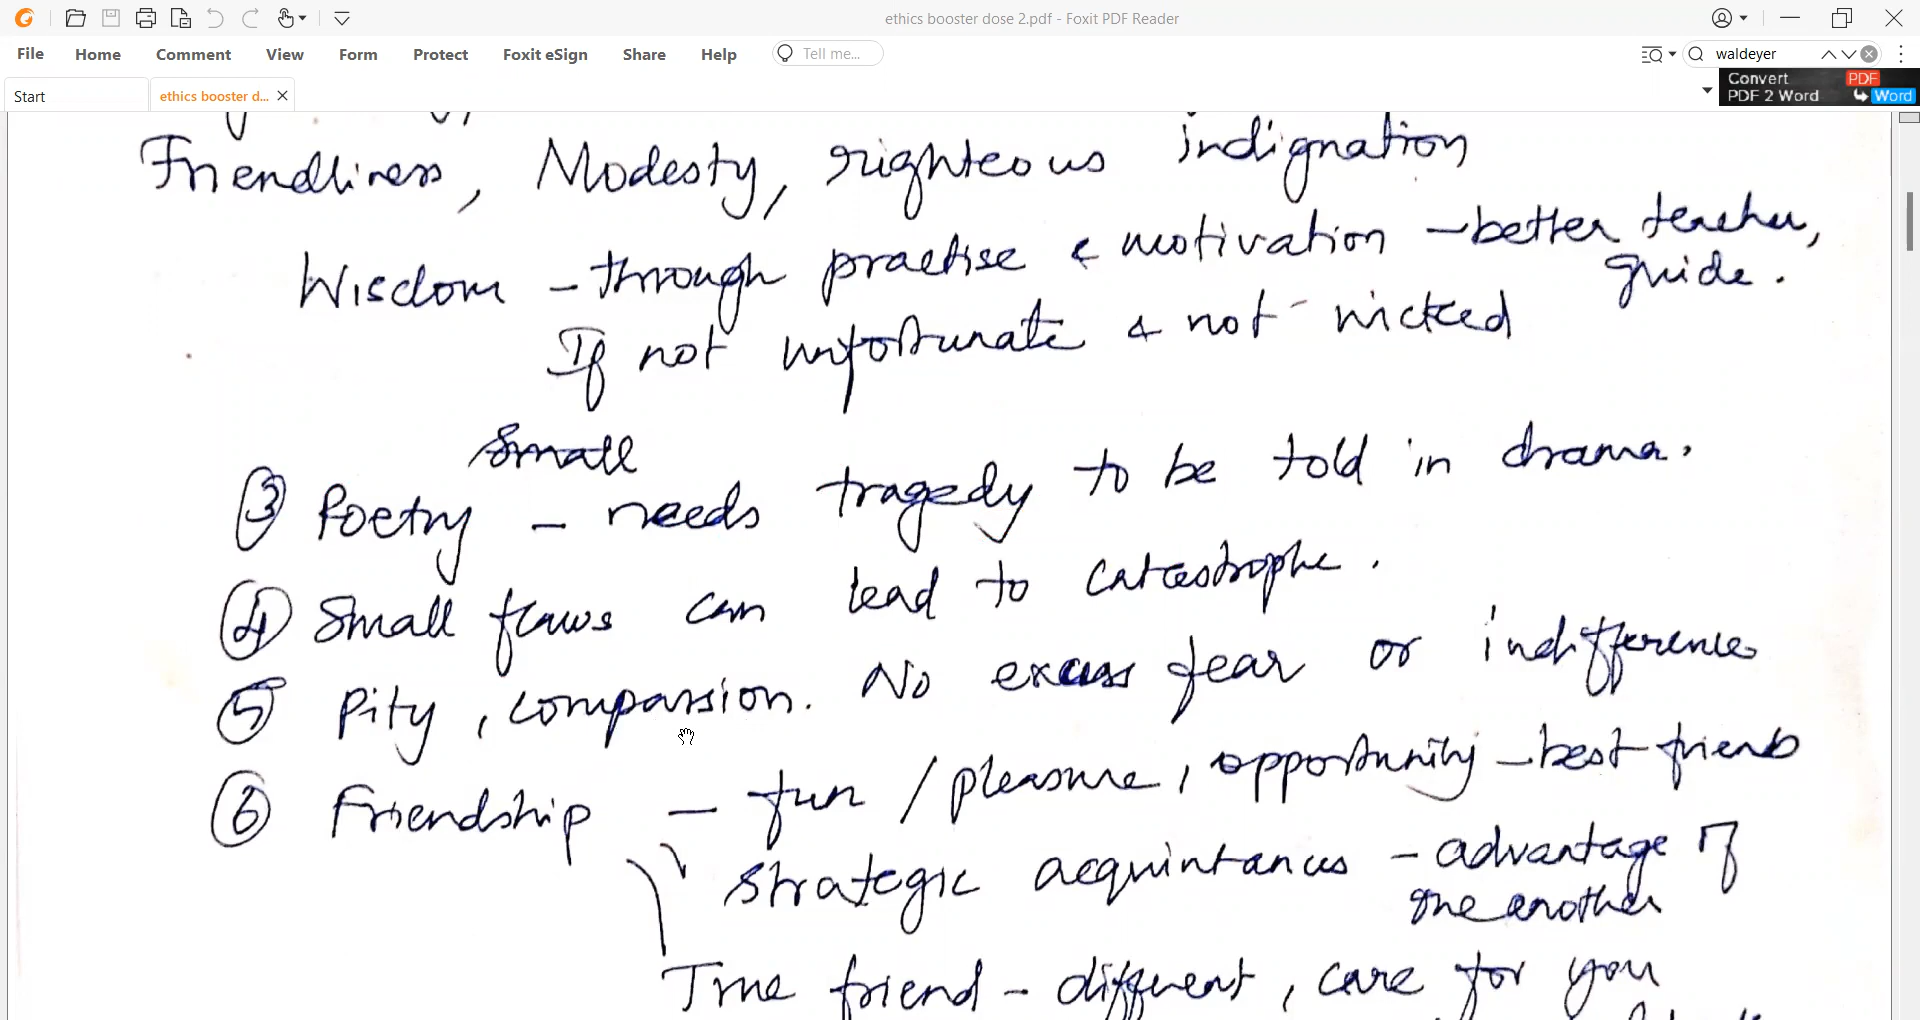 ethics booster dose 2.pdf - Foxit PDF Reader
File Home Comment View Form Protect Foxit eSign Share Help Tell me... waldeyer
Convert PDF
PDF 2 Word Word
Start ethics booster d...
Friendliness, Modesty, righteous indignation
Wisdom - through practise & motivation - better teacher,
guide.
If not unfortunate & not wicked
Small
③ Poetry - needs tragedy to be told in drama.
④ Small flaws can lead to catastrophe.
⑤ Pity, compassion. No excess fear or indifference
⑥ Friendship - fun / pleasure, opportunity - best friends
strategic acquintances - advantage of
one another
True friend - different, care for you